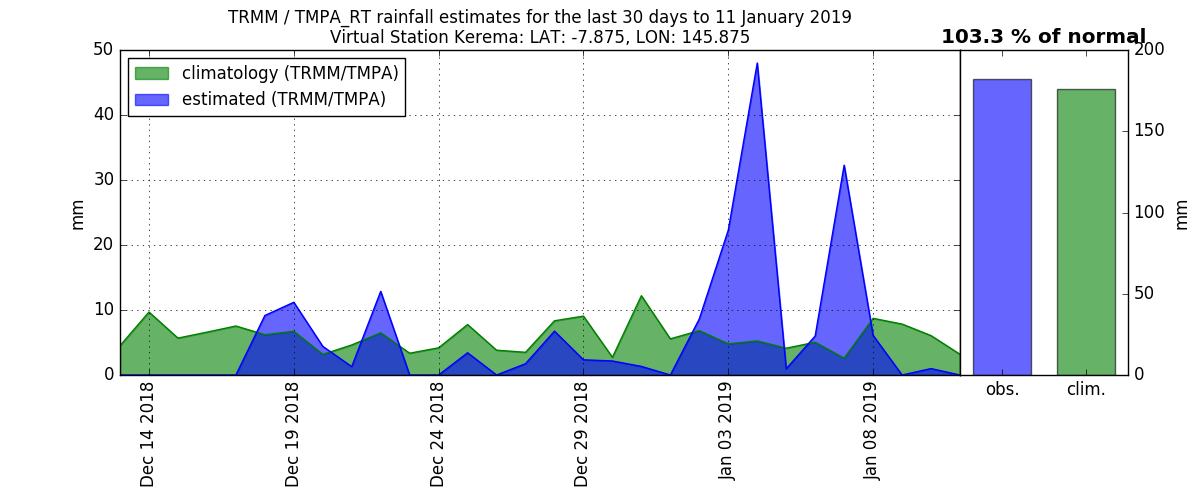 TRMM / TMPA_RT rainfall estimates for the last 30 days to 11 January 2019
Virtual Station Kerema: LAT: -7.875, LON: 145.875
103.3 % of normal
climatology (TRMM/TMPA)
estimated (TRMM/TMPA)
50
40
30
20
10
0
mm
Dec 14 2018
Dec 19 2018
Dec 24 2018
Dec 29 2018
Jan 03 2019
Jan 08 2019
obs.
clim.
200
150
100
50
0
mm